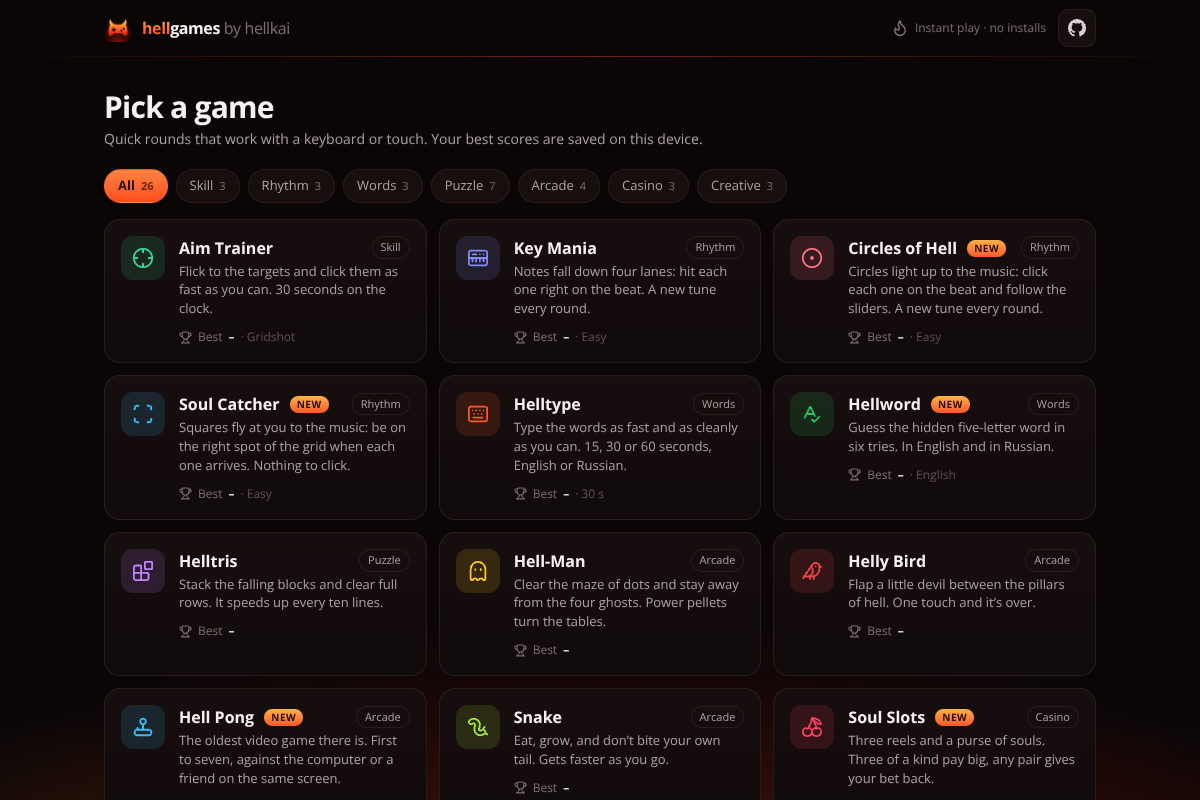 hellgames by hellkai
Instant play · no installs
Pick a game
Quick rounds that work with a keyboard or touch. Your best scores are saved on this device.
All 26
Skill 3
Rhythm 3
Words 3
Puzzle 7
Arcade 4
Casino 3
Creative 3
Aim Trainer
Skill
Flick to the targets and click them as
fast as you can. 30 seconds on the
clock.
Best – · Gridshot
Key Mania
Rhythm
Notes fall down four lanes: hit each
one right on the beat. A new tune
every round.
Best – · Easy
Circles of Hell NEW
Rhythm
Circles light up to the music: click
each one on the beat and follow the
sliders. A new tune every round.
Best – · Easy
Soul Catcher NEW
Rhythm
Squares fly at you to the music: be on
the right spot of the grid when each
one arrives. Nothing to click.
Best – · Easy
Helltype
Words
Type the words as fast and as cleanly
as you can. 15, 30 or 60 seconds,
English or Russian.
Best – · 30 s
Hellword NEW
Words
Guess the hidden five-letter word in
six tries. In English and in Russian.
Best – · English
Helltris
Puzzle
Stack the falling blocks and clear full
rows. It speeds up every ten lines.
Best –
Hell-Man
Arcade
Clear the maze of dots and stay away
from the four ghosts. Power pellets
turn the tables.
Best –
Helly Bird
Arcade
Flap a little devil between the pillars
of hell. One touch and it's over.
Best –
Hell Pong NEW
Arcade
The oldest video game there is. First
to seven, against the computer or a
friend on the same screen.
Snake
Arcade
Eat, grow, and don't bite your own
tail. Gets faster as you go.
Best –
Soul Slots NEW
Casino
Three reels and a purse of souls.
Three of a kind pay big, any pair gives
your bet back.